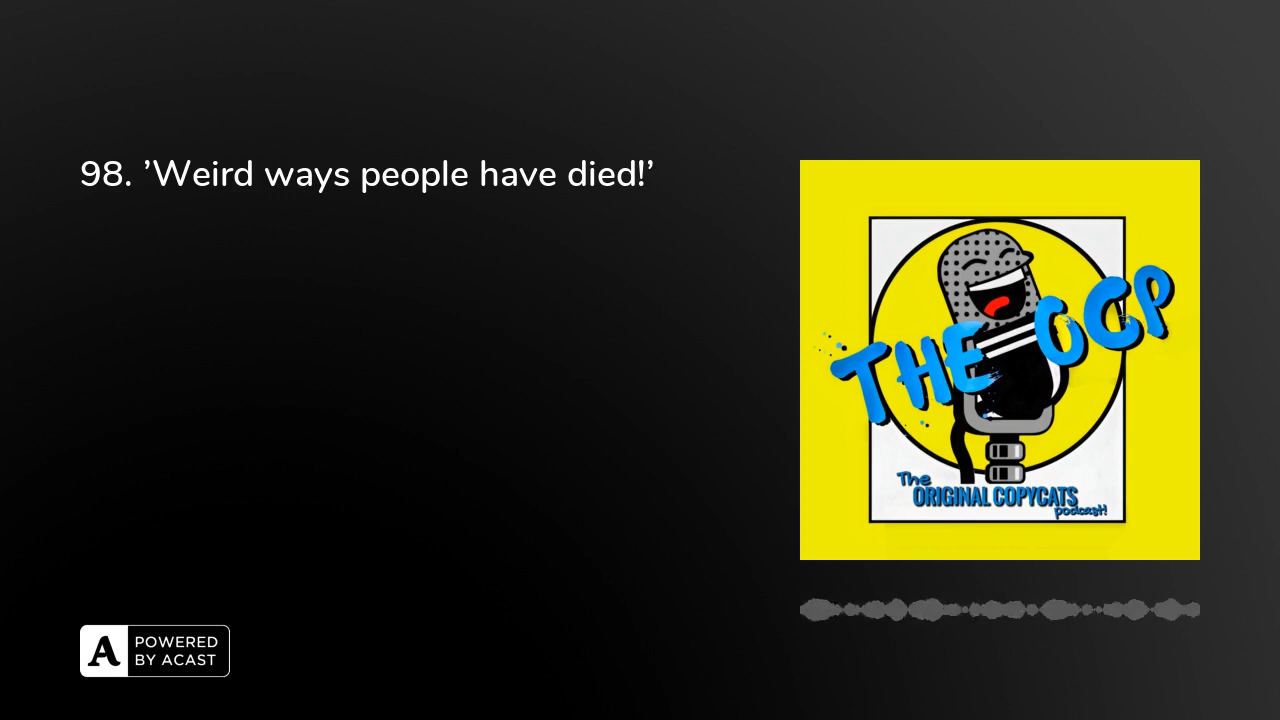 98. ’Weird ways people have died!’
THE OCP
The
ORIGINAL COPYCATS
podcast!
A
POWERED
BY ACAST